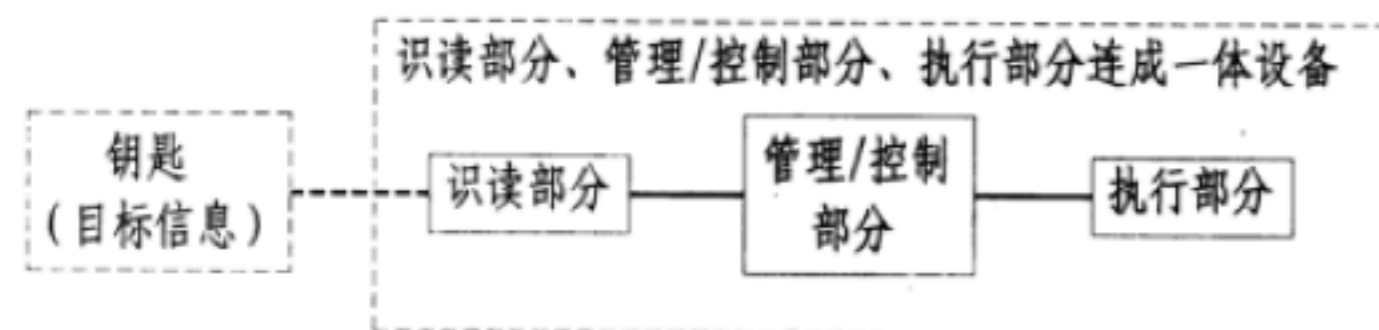 识读部分、管理/控制部分、执行部分连成一体设备
钥匙
(目标信息)
识读部分
管理/控制
部分
执行部分